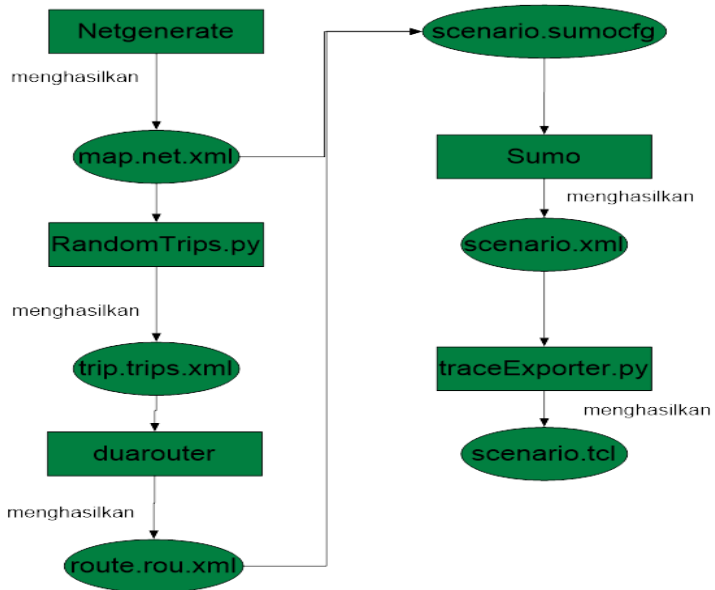 Netgenerate
menghasilkan
map.net.xml
RandomTrips.py
menghasilkan
trip.trips.xml
duarouter
menghasilkan
route.rou.xml
scenario.sumocfg
Sumo
menghasilkan
scenario.xml
traceExporter.py
menghasilkan
scenario.tcl